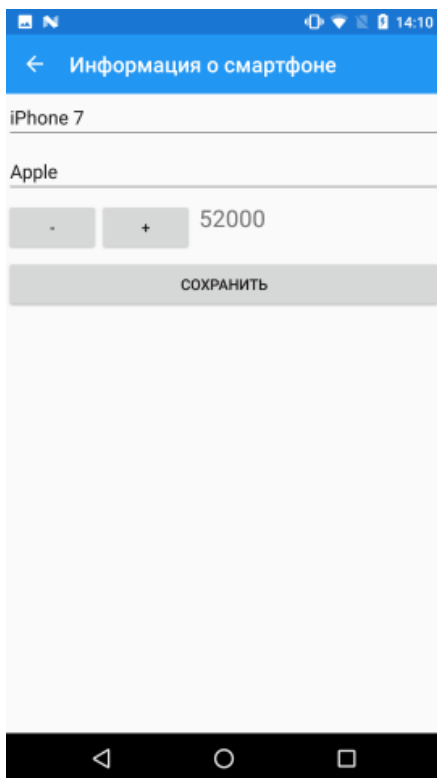 14:10
Информация о смартфоне
iPhone 7
Apple
- + 52000
СОХРАНИТЬ